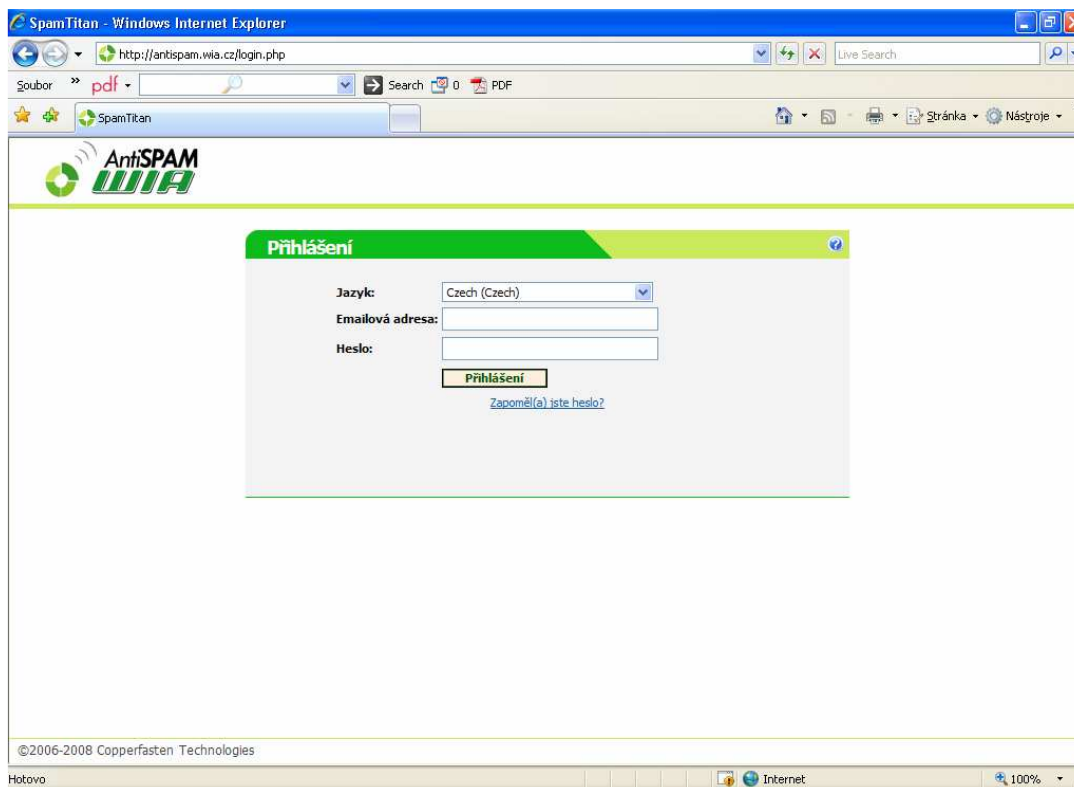 SpamTitan - Windows Internet Explorer
http://antispam.wia.cz/login.php
Live Search
Soubor » pdf Search 0 PDF
SpamTitan
Stránka Nástroje
AntiSPAM
WIA
Přihlášení
Jazyk: Czech (Czech)
Emailová adresa:
Heslo:
Přihlášení
Zapoměl(a) jste heslo?
©2006-2008 Copperfasten Technologies
Hotovo Internet 100%